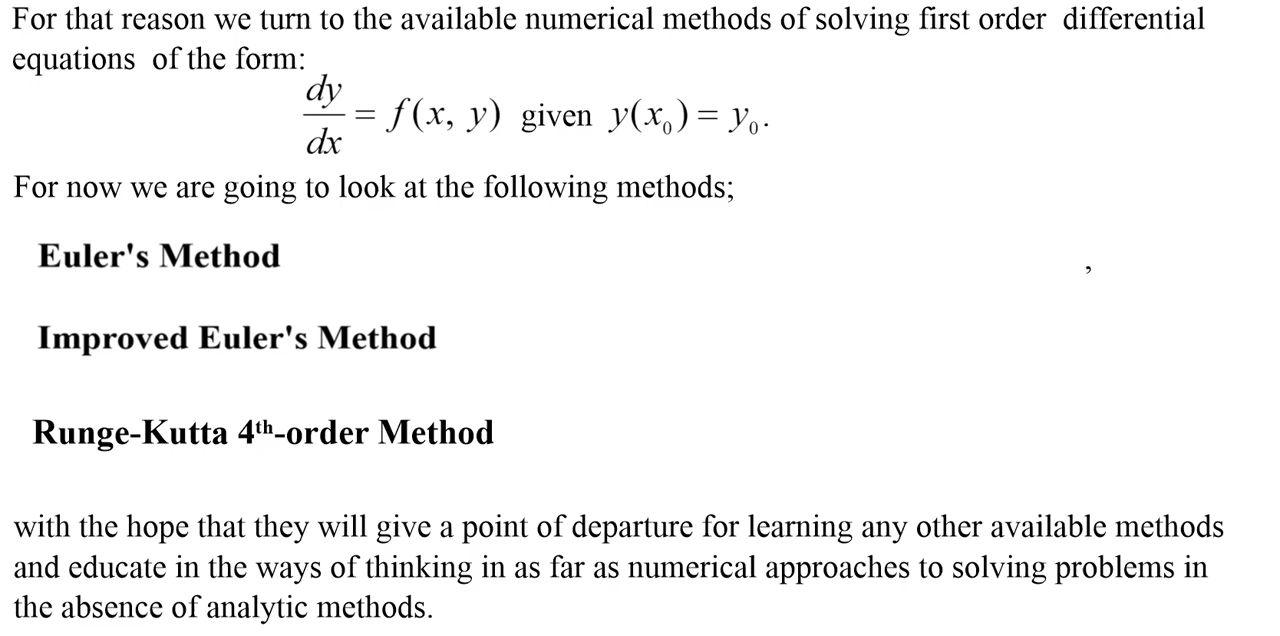 For that reason we turn to the available numerical methods of solving first order differential
equations of the form:
dy/dx = f(x, y) given y(x₀) = y₀.
For now we are going to look at the following methods;
Euler's Method
,
Improved Euler's Method
Runge-Kutta 4th-order Method
with the hope that they will give a point of departure for learning any other available methods
and educate in the ways of thinking in as far as numerical approaches to solving problems in
the absence of analytic methods.